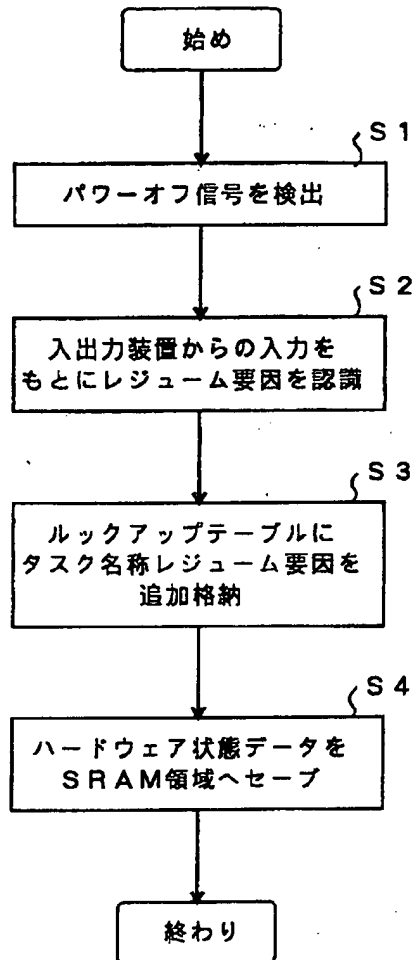 始め
S1
パワーオフ信号を検出
S2
入出力装置からの入力を
もとにレジューム要因を認識
S3
ルックアップテーブルに
タスク名称レジューム要因を
追加格納
S4
ハードウェア状態データを
SRAM領域へセーブ
終わり